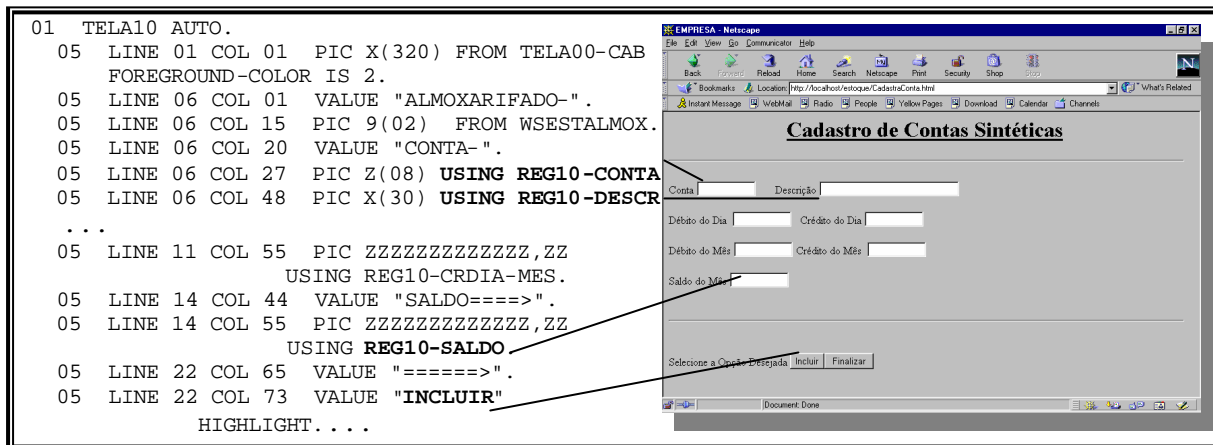 01 TELA10 AUTO.
05 LINE 01 COL 01 PIC X(320) FROM TELA00-CAB
FOREGROUND-COLOR IS 2.
05 LINE 06 COL 01 VALUE "ALMOXARIFADO-".
05 LINE 06 COL 15 PIC 9(02) FROM WSESTALMOX.
05 LINE 06 COL 20 VALUE "CONTA-".
05 LINE 06 COL 27 PIC Z(08) USING REG10-CONTA
05 LINE 06 COL 48 PIC X(30) USING REG10-DESCR
...
05 LINE 11 COL 55 PIC ZZZZZZZZZZZZZ,ZZ
USING REG10-CRDIA-MES.
05 LINE 14 COL 44 VALUE "SALDO====>".
05 LINE 14 COL 55 PIC ZZZZZZZZZZZZZ,ZZ
USING REG10-SALDO.
05 LINE 22 COL 65 VALUE "======>".
05 LINE 22 COL 73 VALUE "INCLUIR"
HIGHLIGHT....
EMPRESA - Netscape
File Edit View Go Communicator Help
Back Forward Reload Home Search Netscape Print Security Shop Stop
N
Bookmarks Location: http://localhost/estoque/CadastraConta.html What's Related
Instant Message WebMail Radio People Yellow Pages Download Calendar Channels
Cadastro de Contas Sintéticas
Conta Descrição
Débito do Dia Crédito do Dia
Débito do Mês Crédito do Mês
Saldo do Mês
Selecione a Opção Desejada Incluir Finalizar
Document: Done